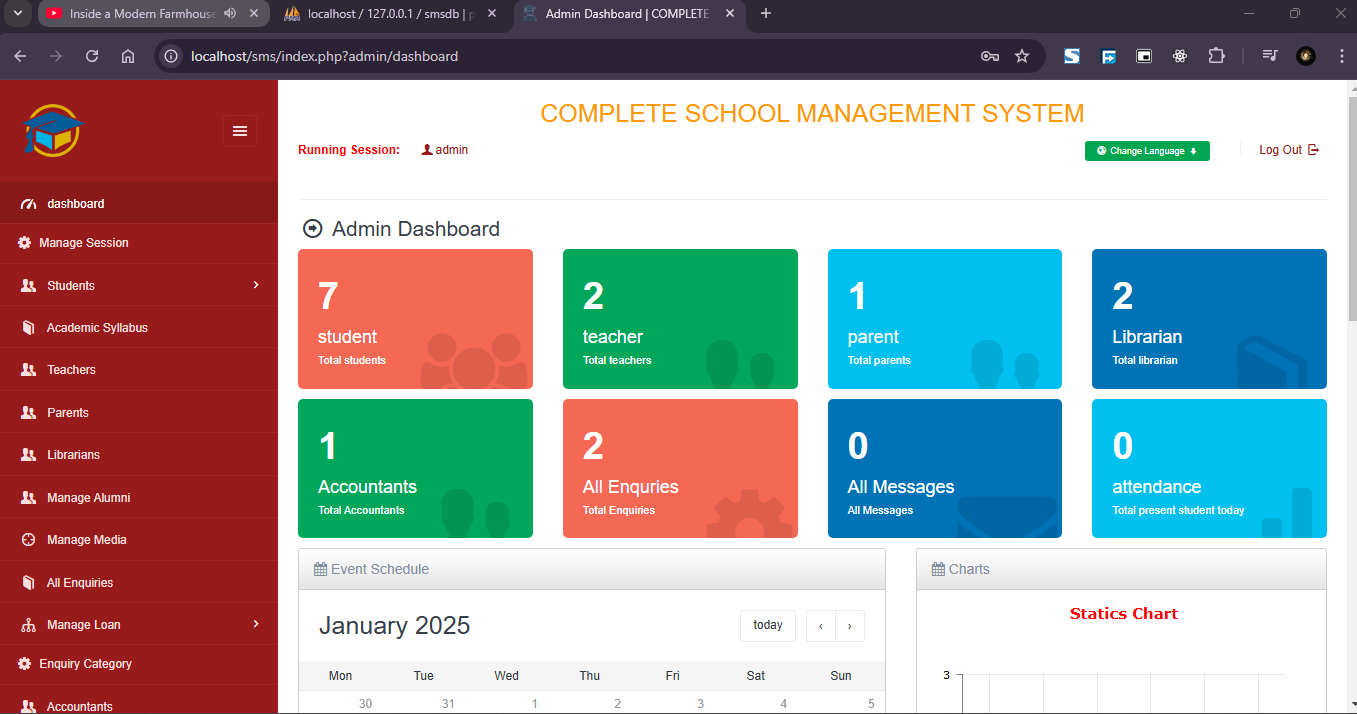 Inside a Modern Farmhouse
localhost / 127.0.0.1 / smsdb | p
Admin Dashboard | COMPLETE
localhost/sms/index.php?admin/dashboard
COMPLETE SCHOOL MANAGEMENT SYSTEM
Running Session:
admin
Change Language
Log Out
dashboard
Manage Session
Students
Academic Syllabus
Teachers
Parents
Librarians
Manage Alumni
Manage Media
All Enquiries
Manage Loan
Enquiry Category
Accountants
Admin Dashboard
7
student
Total students
2
teacher
Total teachers
1
parent
Total parents
2
Librarian
Total librarian
1
Accountants
Total Accountants
2
All Enquries
Total Enquiries
0
All Messages
All Messages
0
attendance
Total present student today
Event Schedule
January 2025
today
‹ ›
Mon Tue Wed Thu Fri Sat Sun
30 31 1 2 3 4 5
Charts
Statics Chart
3